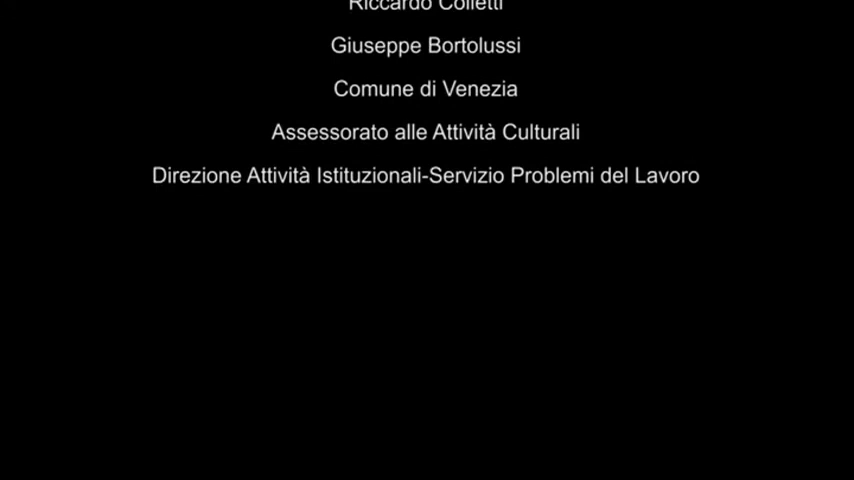 Riccardo Colletti
Giuseppe Bortolussi
Comune di Venezia
Assessorato alle Attività Culturali
Direzione Attività Istituzionali-Servizio Problemi del Lavoro